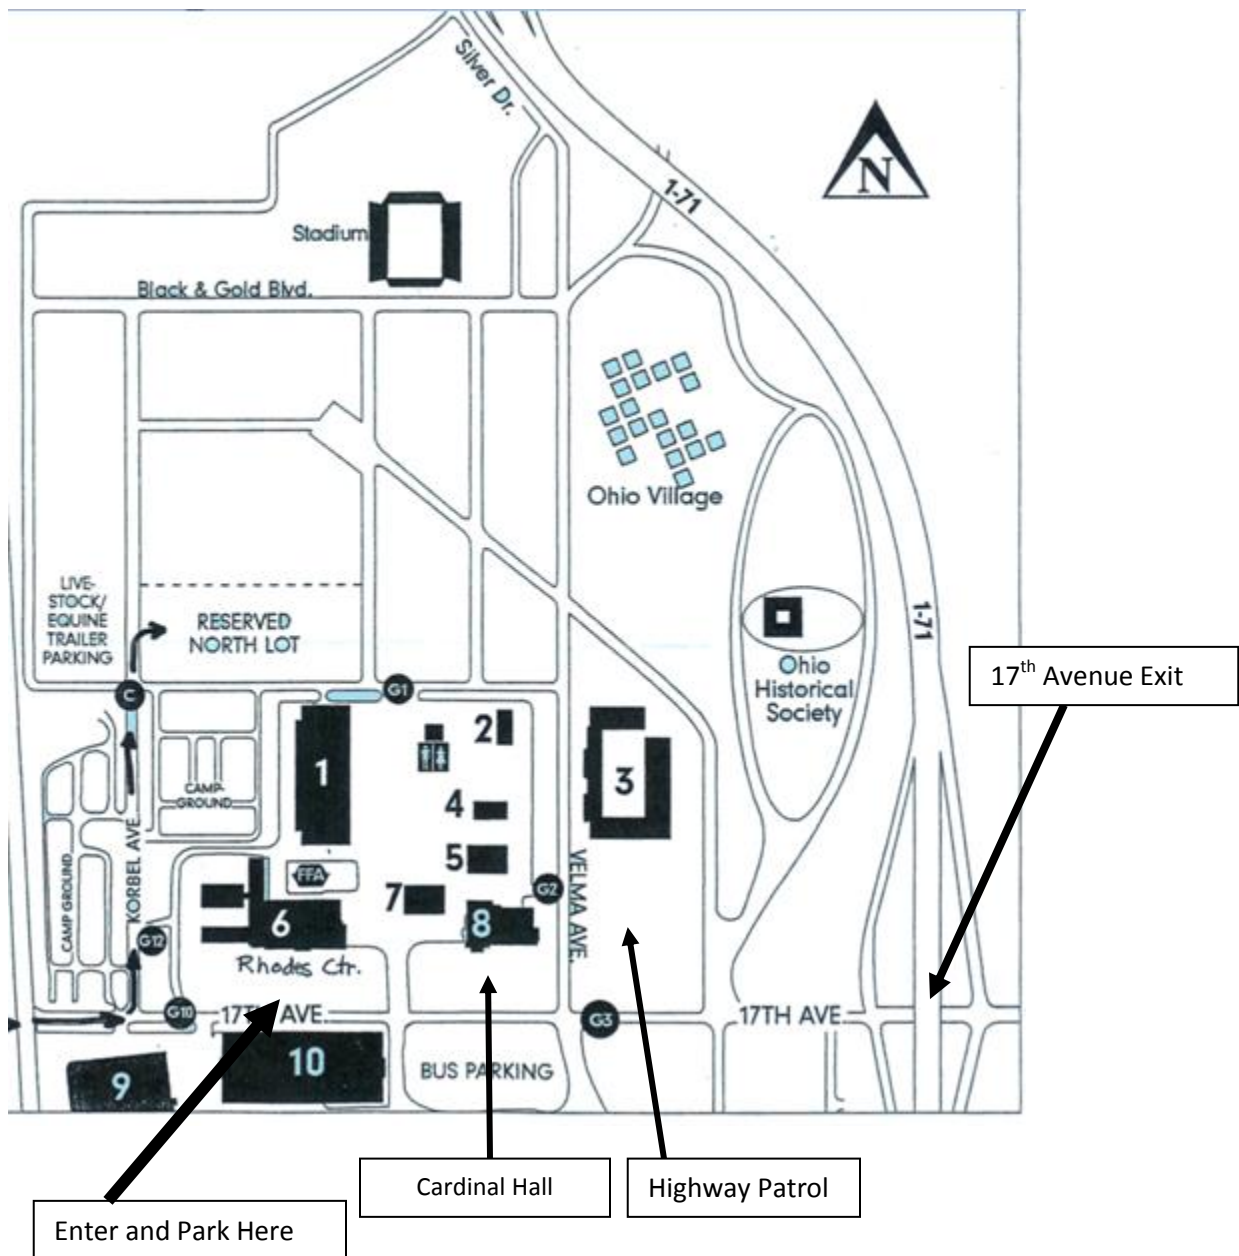 Silver Dr.
N
1-71
Stadium
Black & Gold Blvd.
Ohio Village
LIVE-
STOCK/
EQUINE
TRAILER
PARKING
RESERVED
NORTH LOT
1-71
17th Avenue Exit
Ohio
Historical
Society
C
G1
2
1
3
CAMP-
GROUND
4
5
KORBEL AVE.
CAMP GROUND
FFA
VELMA AVE.
G2
7
6
8
G12
Rhodes Ctr.
G10
17TH AVE.
G3
17TH AVE.
10
9
BUS PARKING
Cardinal Hall
Highway Patrol
Enter and Park Here